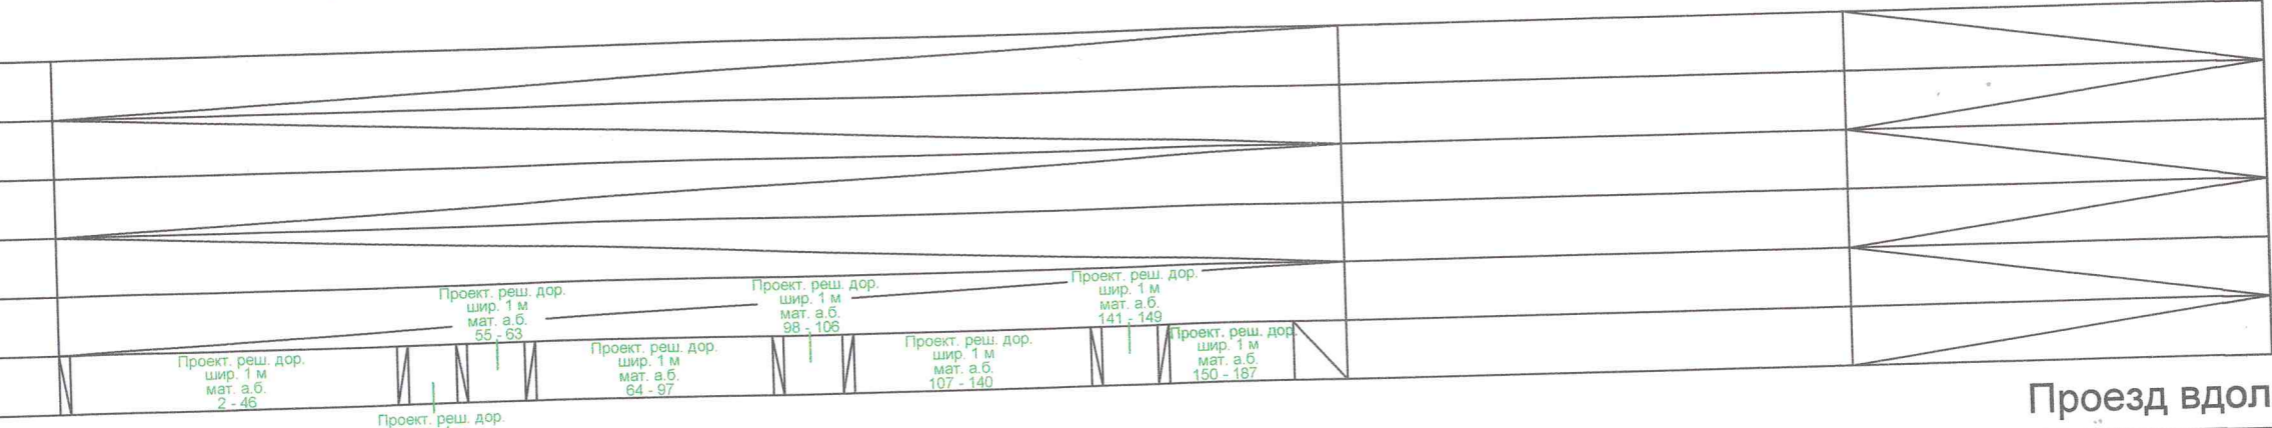 Проект. реш. дор.
шир. 1 м
мат. а.б.
2 - 46
Проект. реш. дор.
Проект. реш. дор.
шир. 1 м
мат. а.б.
55 - 63
Проект. реш. дор.
шир. 1 м
мат. а.б.
64 - 97
Проект. реш. дор.
шир. 1 м
мат. а.б.
98 - 106
Проект. реш. дор.
шир. 1 м
мат. а.б.
107 - 140
Проект. реш. дор.
шир. 1 м
мат. а.б.
141 - 149
Проект. реш. дор.
шир. 1 м
мат. а.б.
150 - 187
Проезд вдол